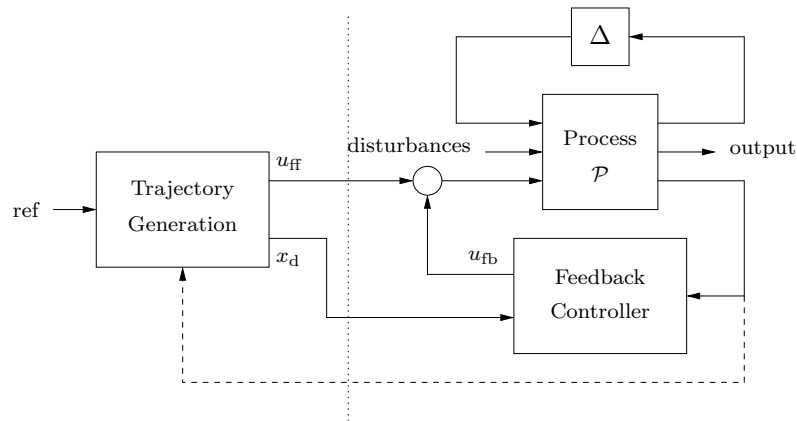 Δ
Process
𝒫
disturbances
output
u_ff
Trajectory
Generation
ref
x_d
u_fb
Feedback
Controller